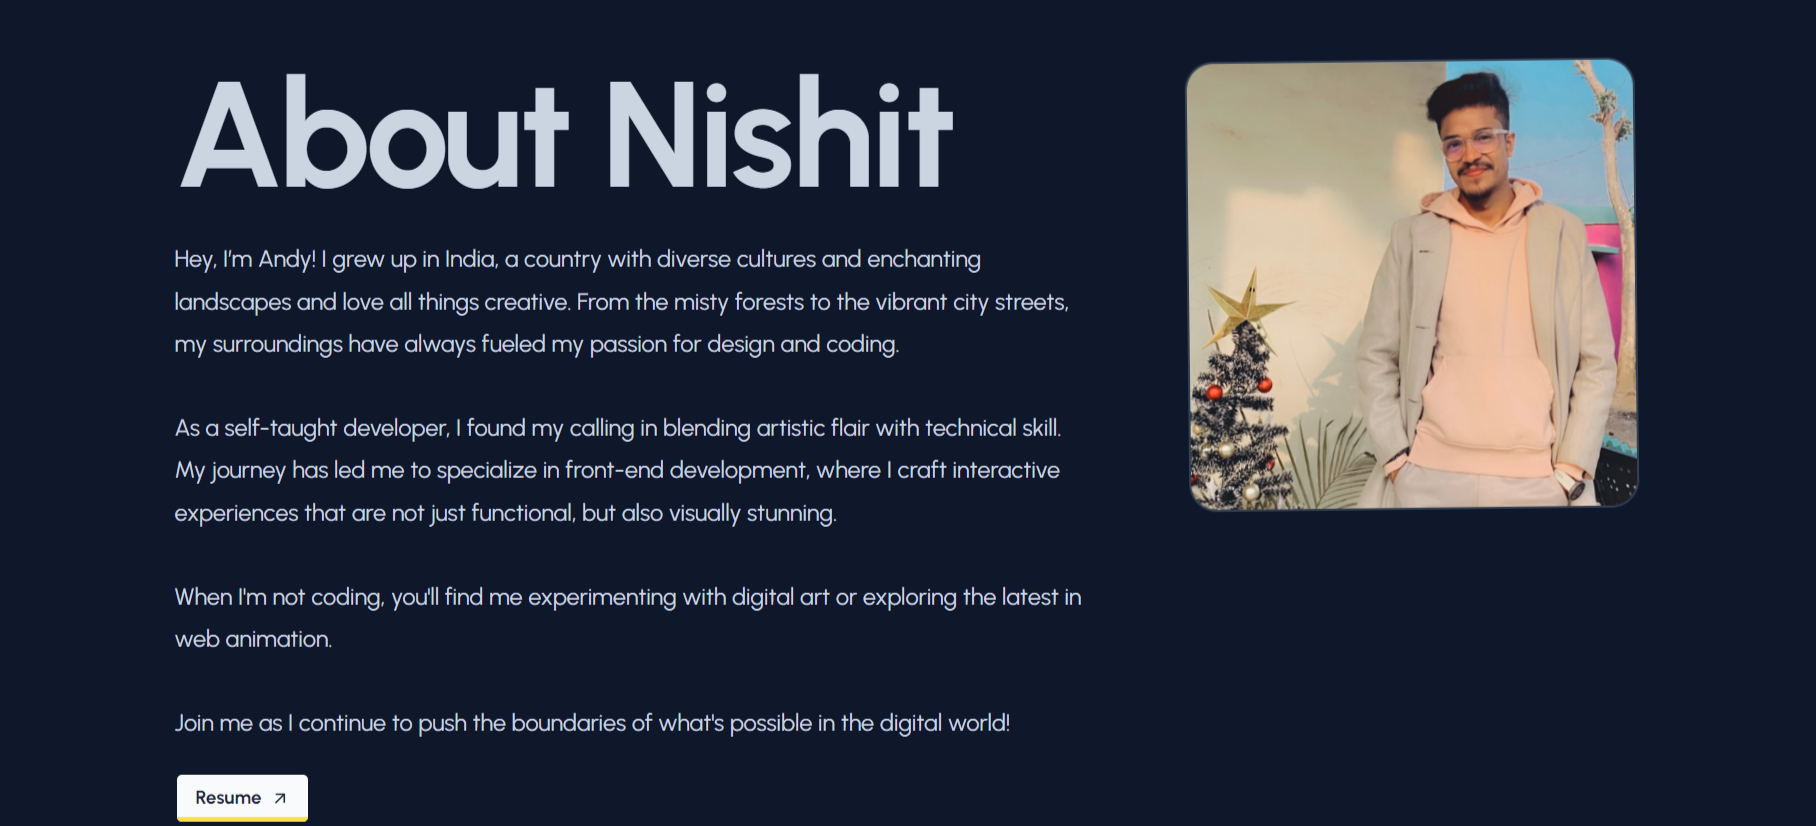 About Nishit
Hey, I’m Andy! I grew up in India, a country with diverse cultures and enchanting
landscapes and love all things creative. From the misty forests to the vibrant city streets,
my surroundings have always fueled my passion for design and coding.
As a self-taught developer, I found my calling in blending artistic flair with technical skill.
My journey has led me to specialize in front-end development, where I craft interactive
experiences that are not just functional, but also visually stunning.
When I'm not coding, you'll find me experimenting with digital art or exploring the latest in
web animation.
Join me as I continue to push the boundaries of what's possible in the digital world!
Resume